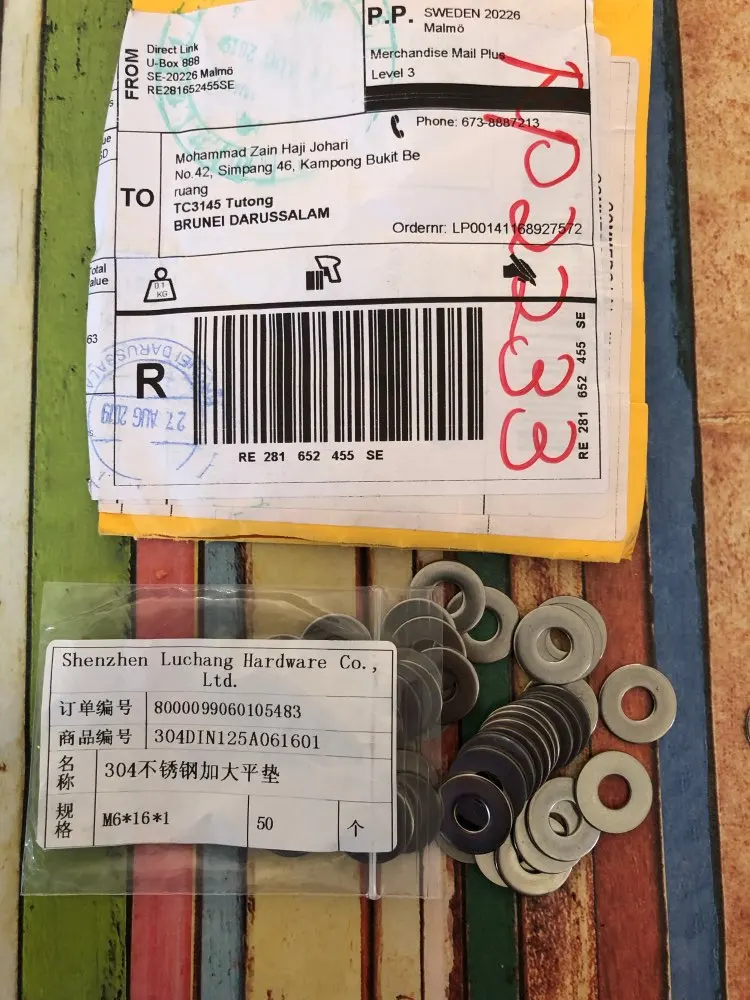 FROM
Direct Link
U-Box 888
SE-20226 Malmö
RE281652455SE
P.P.
SWEDEN 20226
Malmö
Merchandise Mail Plus
Level 3
Phone: 673-8887213
TO
Mohammad Zain Haji Johari
No.42, Simpang 46, Kampong Bukit Be
ruang
TC3145 Tutong
BRUNEI DARUSSALAM
Ordernr: LP00141168927572
0.1
KG
63
R
27 AUG 2019
RE 281 652 455 SE
RE 281 652 455 SE
Shenzhen Luchang Hardware Co.,
Ltd.
订单编号 8000099060105483
商品编号 304DIN125A061601
名称 304不锈钢加大平垫
规格 M6*16*1 50 个